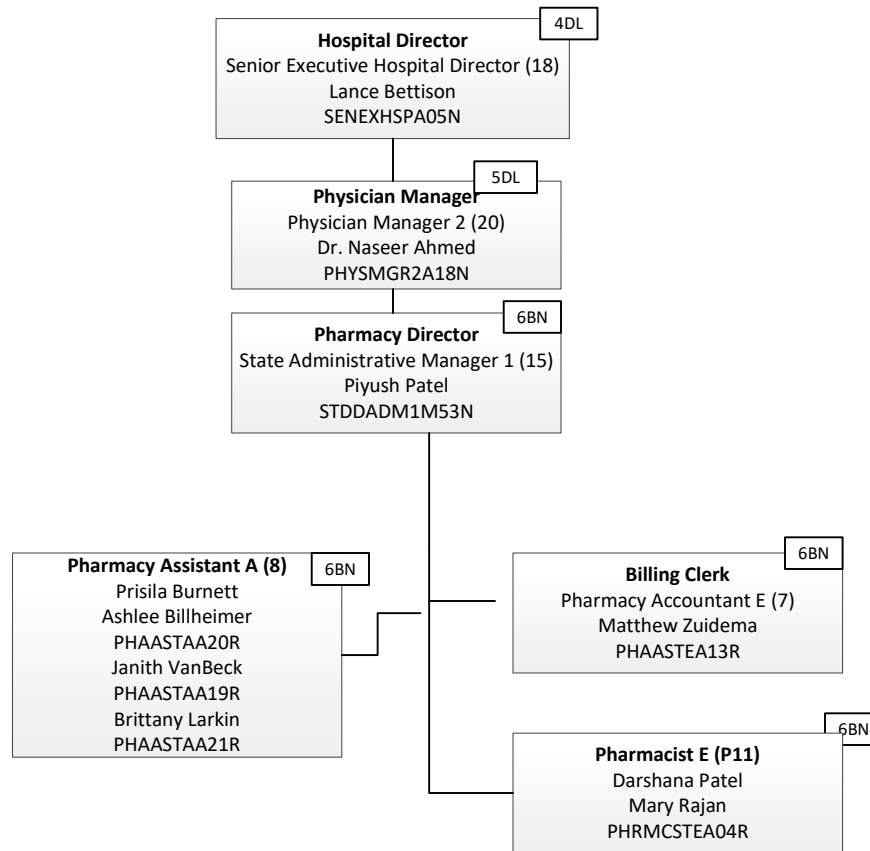 4DL
Hospital Director
Senior Executive Hospital Director (18)
Lance Bettison
SENEXHSPA05N
5DL
Physician Manager
Physician Manager 2 (20)
Dr. Naseer Ahmed
PHYSMGR2A18N
6BN
Pharmacy Director
State Administrative Manager 1 (15)
Piyush Patel
STDDADM1M53N
6BN
Pharmacy Assistant A (8)
Prisila Burnett
Ashlee Billheimer
PHAASTAA20R
Janith VanBeck
PHAASTAA19R
Brittany Larkin
PHAASTAA21R
6BN
Billing Clerk
Pharmacy Accountant E (7)
Matthew Zuidema
PHAASTEA13R
6BN
Pharmacist E (P11)
Darshana Patel
Mary Rajan
PHRMCSTEA04R